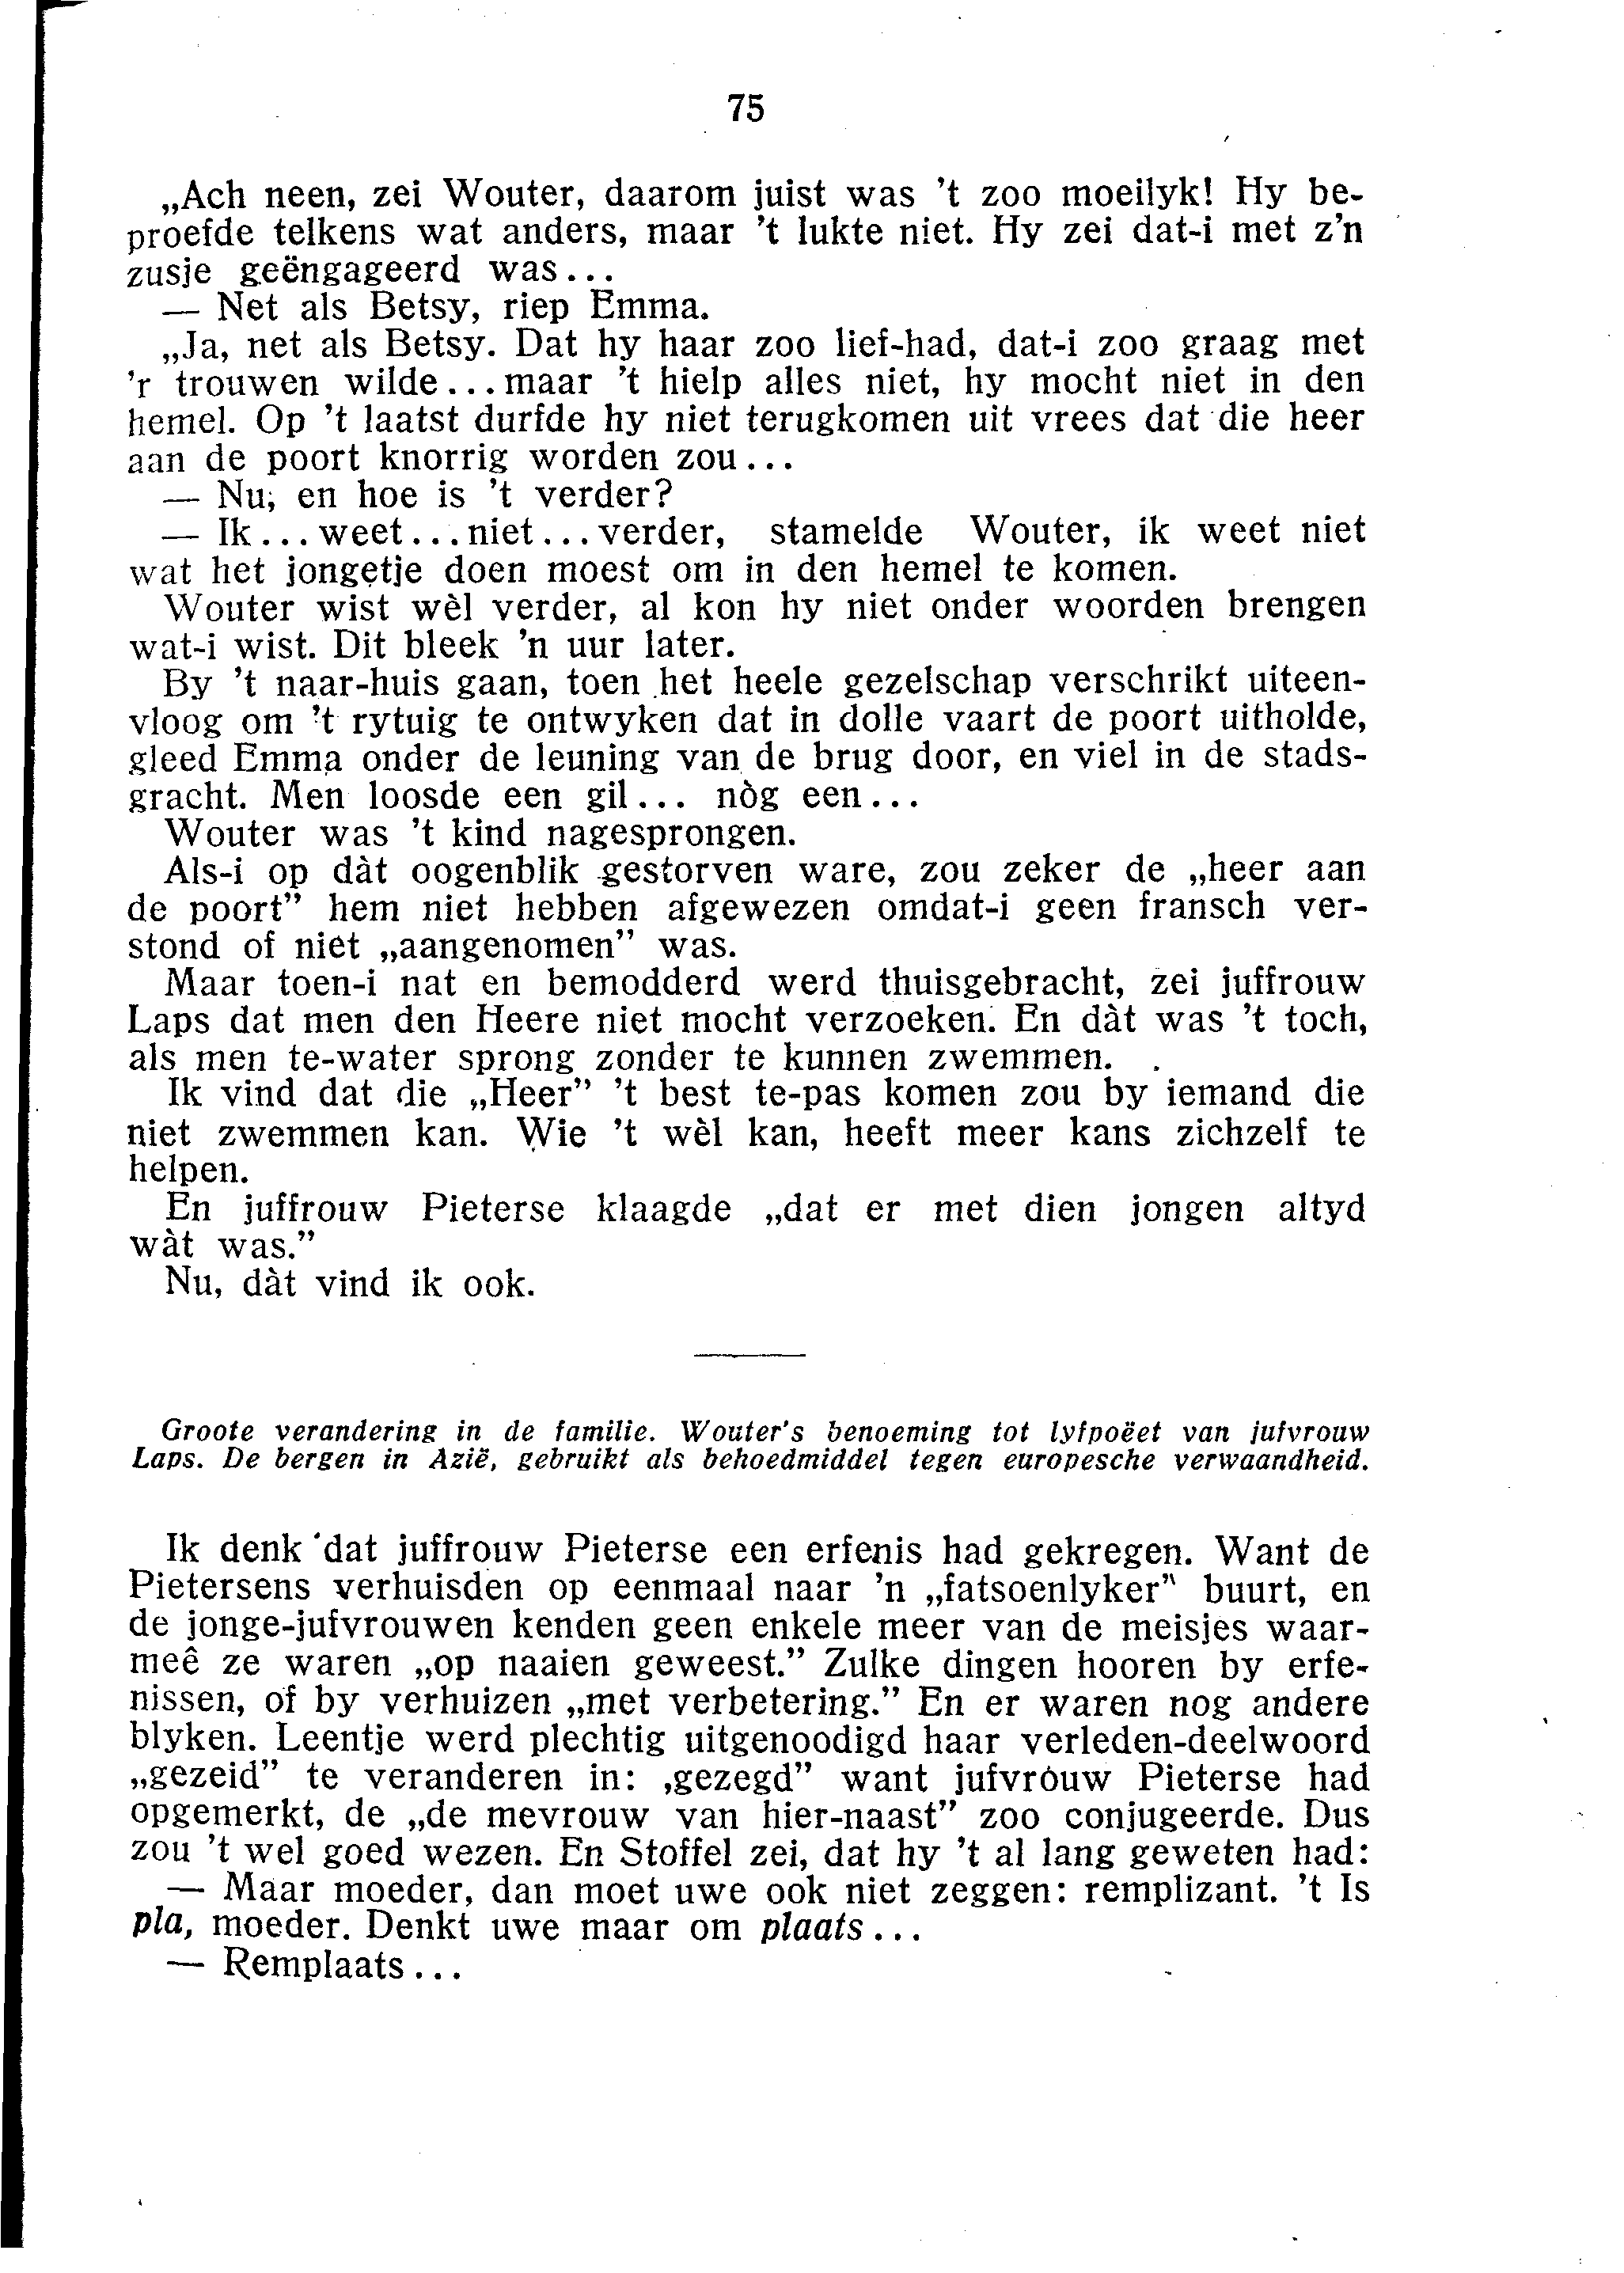 75
„Ach neen, zei Wouter, daarom juist was ’t zoo moeilyk! Hy be-
proefde telkens wat anders, maar ’t lukte niet. Hy zei dat-i met z’n
zusje geëngageerd was...
— Net als Betsy, riep Emma.
„Ja, net als Betsy. Dat hy haar zoo lief-had, dat-i zoo graag met
’r trouwen wilde... maar ’t hielp alles niet, hy mocht niet in den
hemel. Op ’t laatst durfde hy niet terugkomen uit vrees dat die heer
aan de poort knorrig worden zou...
— Nu, en hoe is ’t verder?
— Ik... weet... niet... verder, stamelde Wouter, ik weet niet
wat het jongetje doen moest om in den hemel te komen.
Wouter wist wèl verder, al kon hy niet onder woorden brengen
wat-i wist. Dit bleek ’n uur later.
By ’t naar-huis gaan, toen het heele gezelschap verschrikt uiteen-
vloog om ’t rytuig te ontwyken dat in dolle vaart de poort uitholde,
gleed Emma onder de leuning van de brug door, en viel in de stads-
gracht. Men loosde een gil... nòg een...
Wouter was ’t kind nagesprongen.
Als-i op dàt oogenblik gestorven ware, zou zeker de „heer aan
de poort” hem niet hebben afgewezen omdat-i geen fransch ver-
stond of niet „aangenomen” was.
Maar toen-i nat en bemodderd werd thuisgebracht, zei juffrouw
Laps dat men den Heere niet mocht verzoeken. En dàt was ’t toch,
als men te-water sprong zonder te kunnen zwemmen.
Ik vind dat die „Heer” ’t best te-pas komen zou by iemand die
niet zwemmen kan. Wie ’t wèl kan, heeft meer kans zichzelf te
helpen.
En juffrouw Pieterse klaagde „dat er met dien jongen altyd
wàt was.”
Nu, dàt vind ik ook.
Groote verandering in de familie. Wouter's benoeming tot lyfpoëet van jufvrouw
Laps. De bergen in Azië, gebruikt als behoedmiddel tegen europesche verwaandheid.
Ik denk dat juffrouw Pieterse een erfenis had gekregen. Want de
Pietersens verhuisden op eenmaal naar ’n „fatsoenlyker” buurt, en
de jonge-jufvrouwen kenden geen enkele meer van de meisjes waar-
meê ze waren „op naaien geweest.” Zulke dingen hooren by erfe-
nissen, of by verhuizen „met verbetering.” En er waren nog andere
blyken. Leentje werd plechtig uitgenoodigd haar verleden-deelwoord
„gezeid” te veranderen in: ‚gezegd” want jufvrouw Pieterse had
opgemerkt, de „de mevrouw van hier-naast” zoo conjugeerde. Dus
zou ’t wel goed wezen. En Stoffel zei, dat hy ’t al lang geweten had:
— Maar moeder, dan moet uwe ook niet zeggen: remplizant. ’t Is
pla, moeder. Denkt uwe maar om plaats...
— Remplaats...